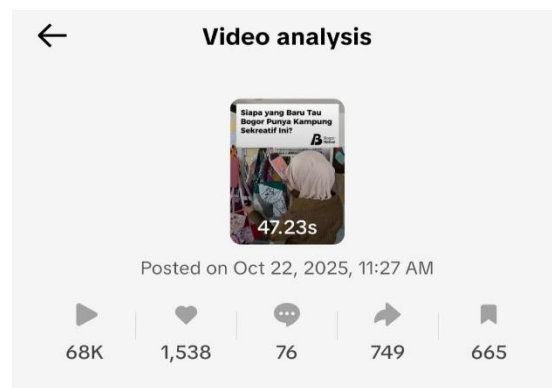 Video analysis
Siapa yang Baru Tau
Bogor Punya Kampung
Sekreatif Ini?
47.23s
Posted on Oct 22, 2025, 11:27 AM
68K 1,538 76 749 665